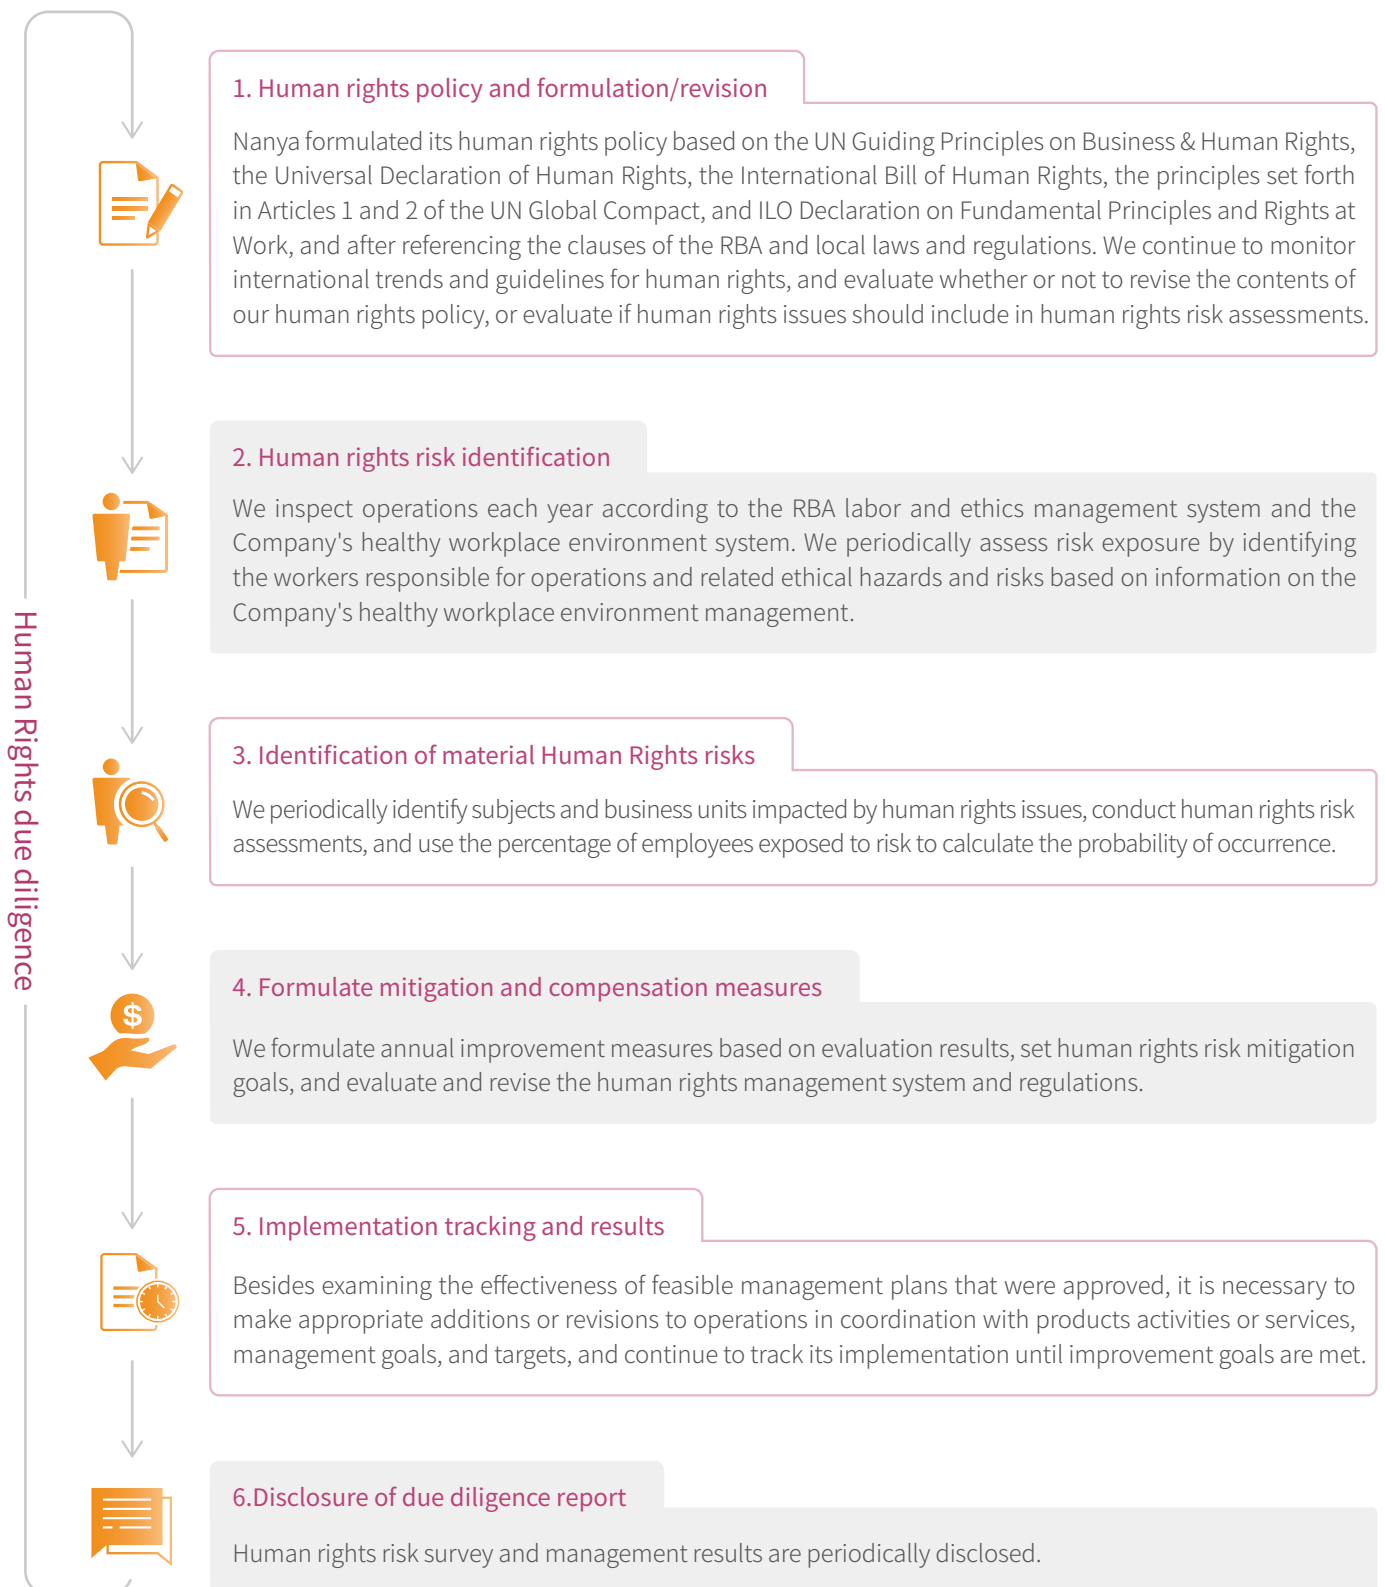 Human Rights due diligence
1. Human rights policy and formulation/revision
Nanya formulated its human rights policy based on the UN Guiding Principles on Business & Human Rights,
the Universal Declaration of Human Rights, the International Bill of Human Rights, the principles set forth
in Articles 1 and 2 of the UN Global Compact, and ILO Declaration on Fundamental Principles and Rights at
Work, and after referencing the clauses of the RBA and local laws and regulations. We continue to monitor
international trends and guidelines for human rights, and evaluate whether or not to revise the contents of
our human rights policy, or evaluate if human rights issues should include in human rights risk assessments.
2. Human rights risk identification
We inspect operations each year according to the RBA labor and ethics management system and the
Company's healthy workplace environment system. We periodically assess risk exposure by identifying
the workers responsible for operations and related ethical hazards and risks based on information on the
Company's healthy workplace environment management.
3. Identification of material Human Rights risks
We periodically identify subjects and business units impacted by human rights issues, conduct human rights risk
assessments, and use the percentage of employees exposed to risk to calculate the probability of occurrence.
4. Formulate mitigation and compensation measures
$
We formulate annual improvement measures based on evaluation results, set human rights risk mitigation
goals, and evaluate and revise the human rights management system and regulations.
5. Implementation tracking and results
Besides examining the effectiveness of feasible management plans that were approved, it is necessary to
make appropriate additions or revisions to operations in coordination with products activities or services,
management goals, and targets, and continue to track its implementation until improvement goals are met.
6.Disclosure of due diligence report
Human rights risk survey and management results are periodically disclosed.